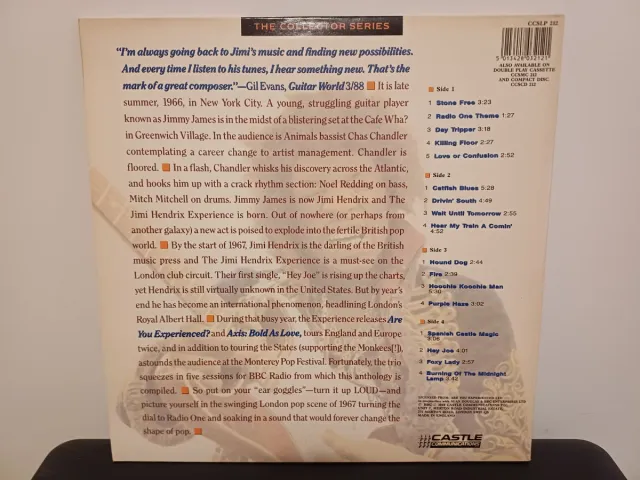 THE COLLECTOR SERIES
CCSLP 212
5 013428 032121
ALSO AVAILABLE ON
DOUBLE PLAY CASSETTE
CCSMC 212
AND COMPACT DISC
CCSCD 212
"I'm always going back to Jimi's music and finding new possibilities.
And every time I listen to his tunes, I hear something new. That's the
mark of a great composer."—Gil Evans, Guitar World 3/88 ■ It is late
summer, 1966, in New York City. A young, struggling guitar player
known as Jimmy James is in the midst of a blistering set at the Cafe Wha?
in Greenwich Village. In the audience is Animals bassist Chas Chandler
contemplating a career change to artist management. Chandler is
floored. ■ In a flash, Chandler whisks his discovery across the Atlantic,
and hooks him up with a crack rhythm section: Noel Redding on bass,
Mitch Mitchell on drums. Jimmy James is now Jimi Hendrix and The
Jimi Hendrix Experience is born. Out of nowhere (or perhaps from
another galaxy) a new act is poised to explode into the fertile British pop
world. ■ By the start of 1967, Jimi Hendrix is the darling of the British
music press and The Jimi Hendrix Experience is a must-see on the
London club circuit. Their first single, "Hey Joe" is rising up the charts,
yet Hendrix is still virtually unknown in the United States. But by year's
end he has become an international phenomenon, headlining London's
Royal Albert Hall. ■ During that busy year, the Experience releases Are
You Experienced? and Axis: Bold As Love, tours England and Europe
twice, and in addition to touring the States (supporting the Monkees[!]),
astounds the audience at the Monterey Pop Festival. Fortunately, the trio
squeezes in five sessions for BBC Radio from which this anthology is
compiled. ■ So put on your "ear goggles"—turn it up LOUD—and
picture yourself in the swinging London pop scene of 1967 turning the
dial to Radio One and soaking in a sound that would forever change the
shape of pop. ■
■ Side 1
1 Stone Free 3:23
2 Radio One Theme 1:27
3 Day Tripper 3:18
4 Killing Floor 2:27
5 Love or Confusion 2:52
■ Side 2
1 Catfish Blues 5:28
2 Drivin' South 4:49
3 Wait Until Tomorrow 2:55
4 Hear My Train A Comin'
4:52
■ Side 3
1 Hound Dog 2:44
2 Fire 2:39
3 Hoochie Koochie Man
5:30
4 Purple Haze 3:02
■ Side 4
1 Spanish Castle Magic
3:06
2 Hey Joe 4:01
3 Foxy Lady 2:57
4 Burning Of The Midnight
Lamp 3:43
MADE IN ENGLAND
CASTLE
COMMUNICATIONS